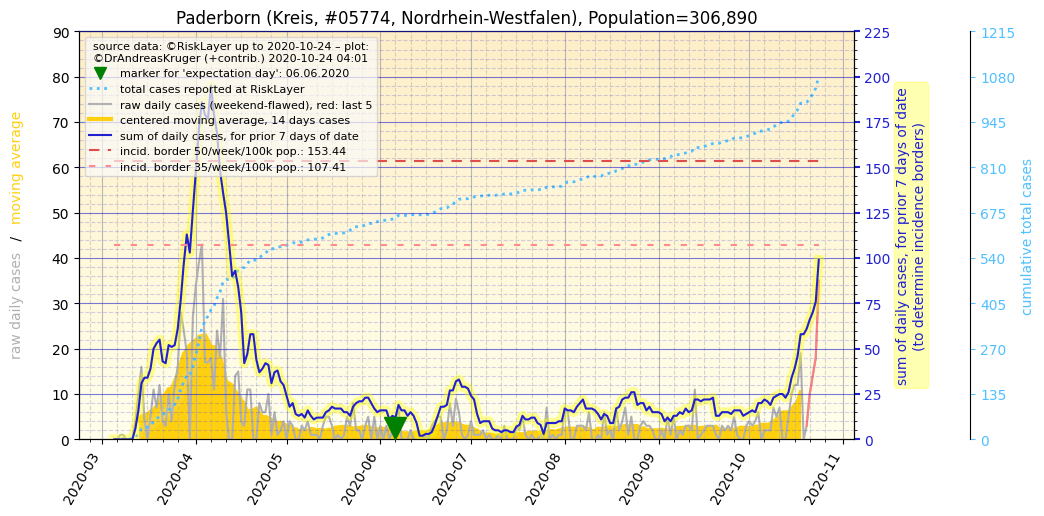 Paderborn (Kreis, #05774, Nordrhein-Westfalen), Population=306,890
source data: ©RiskLayer up to 2020-10-24 – plot:
©DrAndreasKruger (+contrib.) 2020-10-24 04:01
marker for 'expectation day': 06.06.2020
total cases reported at RiskLayer
raw daily cases (weekend-flawed), red: last 5
centered moving average, 14 days cases
sum of daily cases, for prior 7 days of date
incid. border 50/week/100k pop.: 153.44
incid. border 35/week/100k pop.: 107.41
raw daily cases / moving average
90
80
70
60
50
40
30
20
10
0
2020-03
2020-04
2020-05
2020-06
2020-07
2020-08
2020-09
2020-10
2020-11
225
200
175
150
125
100
75
50
25
0
sum of daily cases, for prior 7 days of date
(to determine incidence borders)
1215
1080
945
810
675
540
405
270
135
0
cumulative total cases